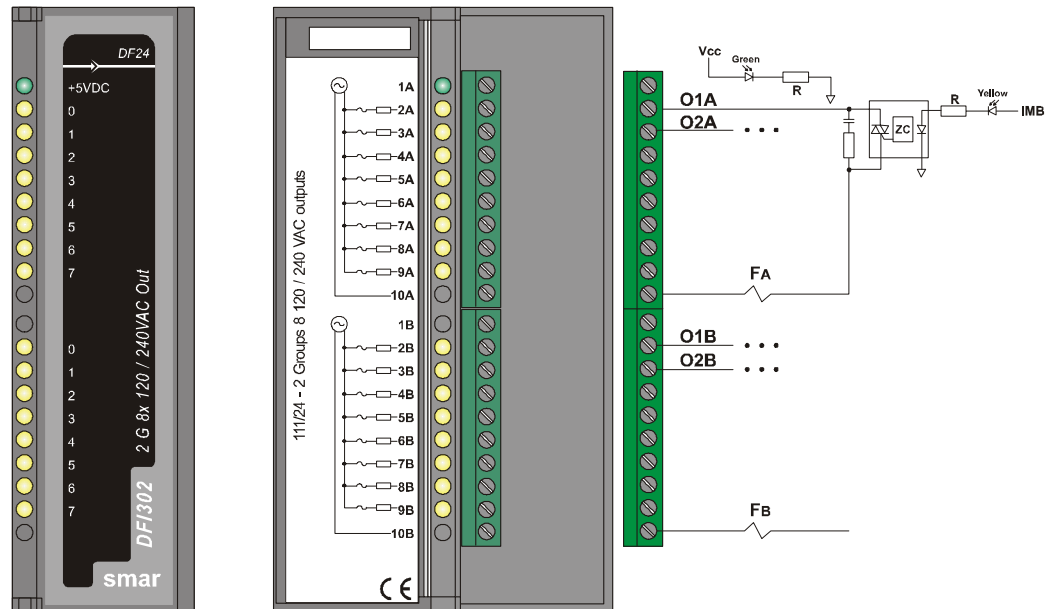 DF24
+5VDC
0
1
2
3
4
5
6
7
0
1
2
3
4
5
6
7
2 G 8x 120 / 240VAC Out
DFI302
smar
111/24 - 2 Groups 8 120 / 240 VAC outputs
1A
2A
3A
4A
5A
6A
7A
8A
9A
10A
1B
2B
3B
4B
5B
6B
7B
8B
9B
10B
CE
Vcc
Green
R
O1A
O2A
• • •
ZC
R
Yellow
IMB
FA
O1B
• • •
O2B
• • •
FB